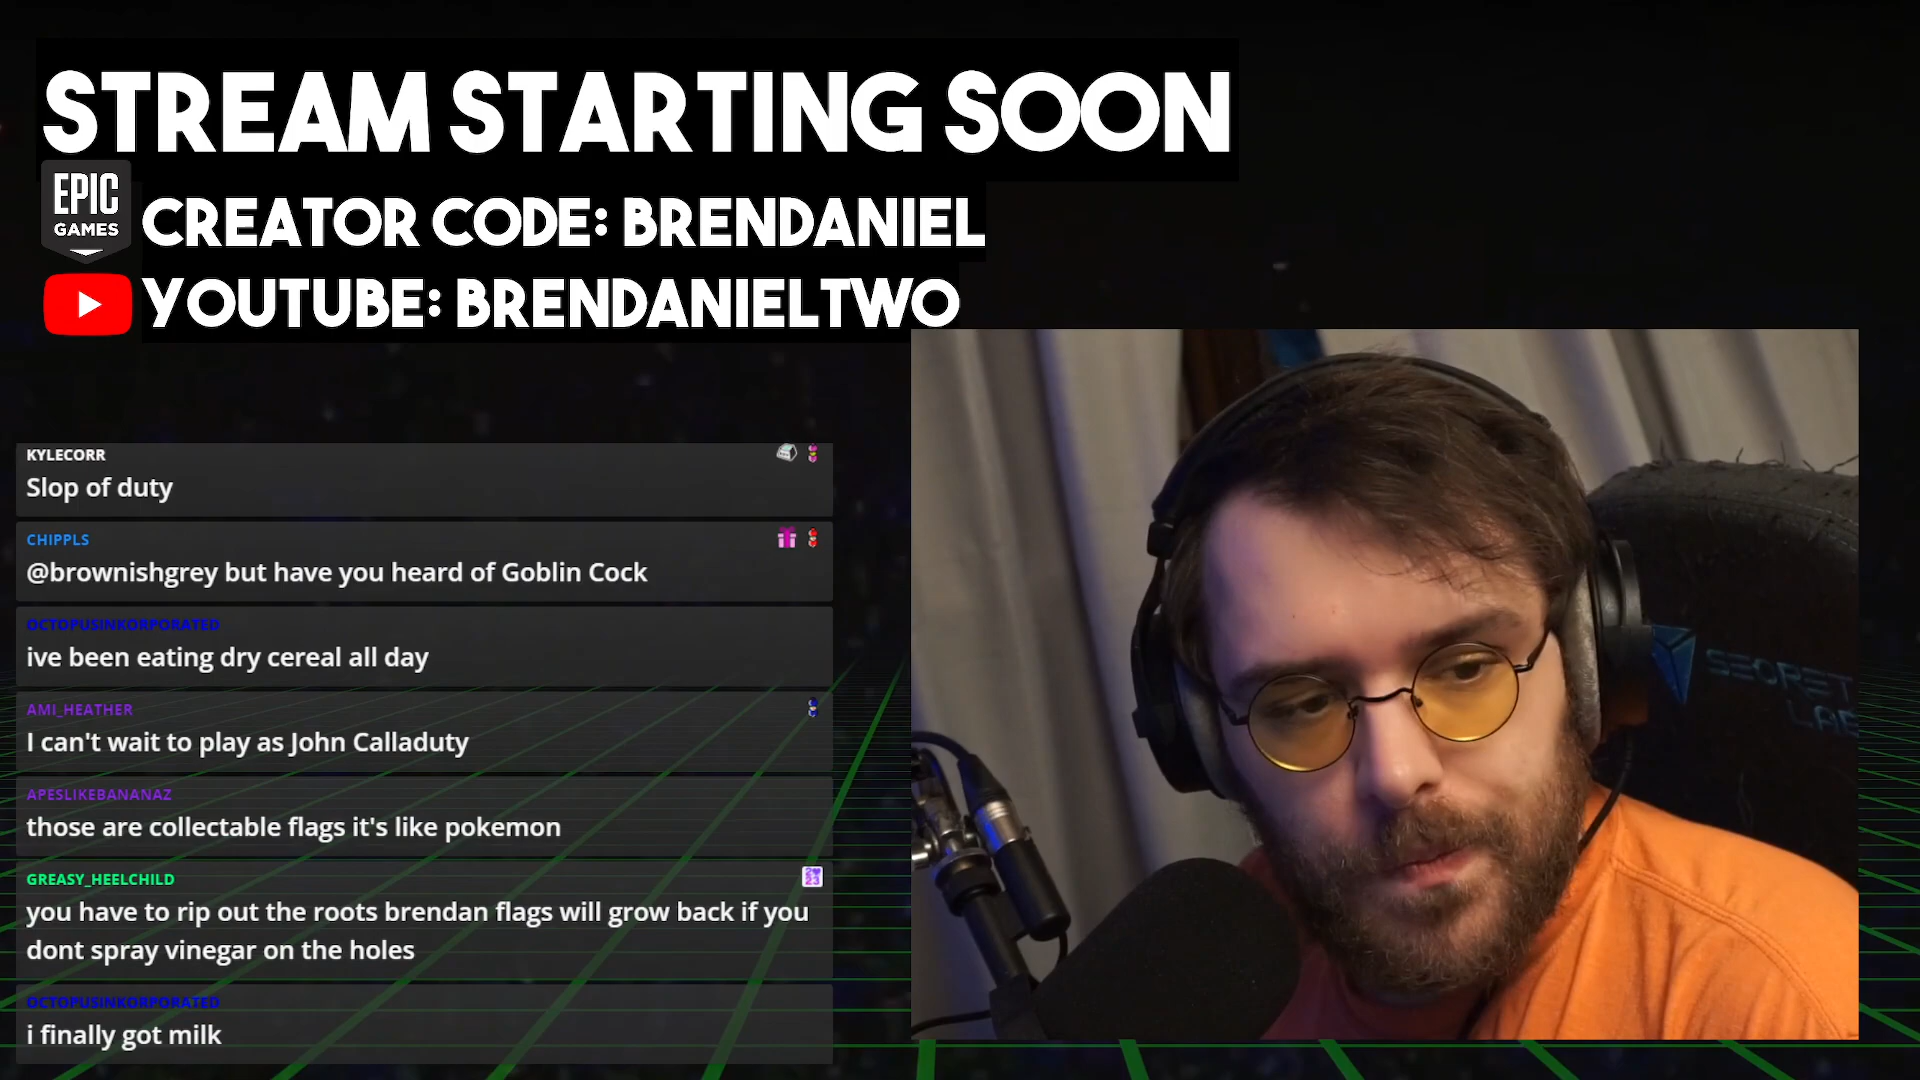 STREAM STARTING SOON
EPIC
GAMES
CREATOR CODE: BRENDANIEL
YOUTUBE: BRENDANIELTWO
KYLECORR
Slop of duty
CHIPPLS
@brownishgrey but have you heard of Goblin Cock
OCTOPUSINKORPORATED
ive been eating dry cereal all day
AMI_HEATHER
I can't wait to play as John Calladuty
APESLIKEBANANAZ
those are collectable flags it's like pokemon
GREASY_HEELCHILD
you have to rip out the roots brendan flags will grow back if you
dont spray vinegar on the holes
OCTOPUSINKORPORATED
i finally got milk
SECRET
LAB